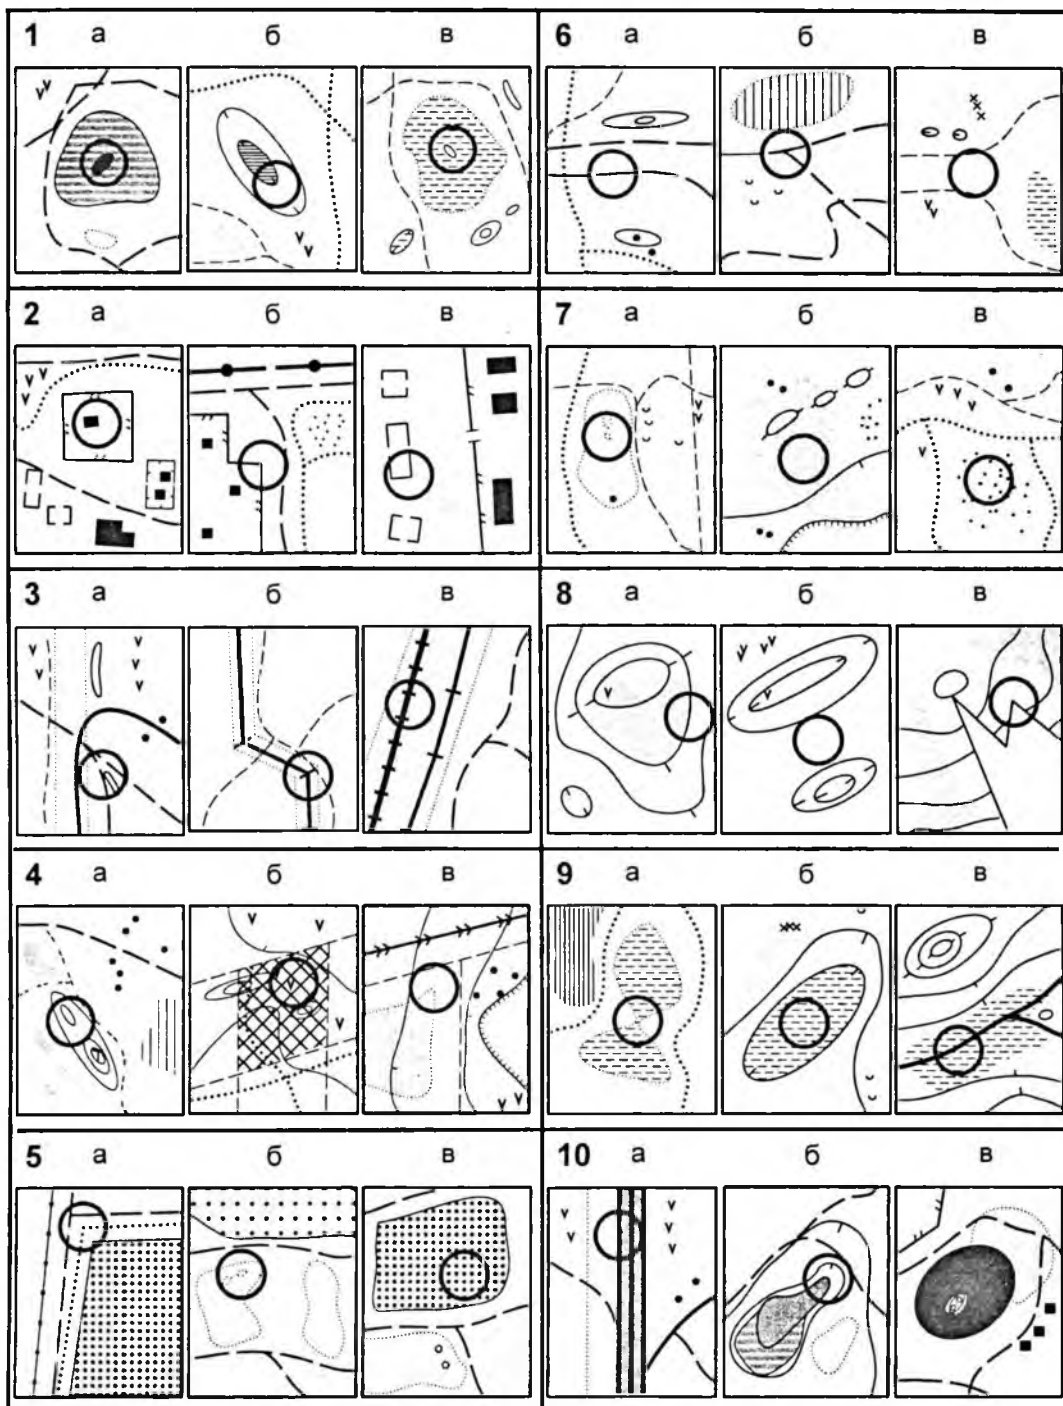 1 а б в
6 а б в
2 а б в
7 а б в
3 а б в
8 а б в
4 а б в
9 а б в
5 а б в
10 а б в